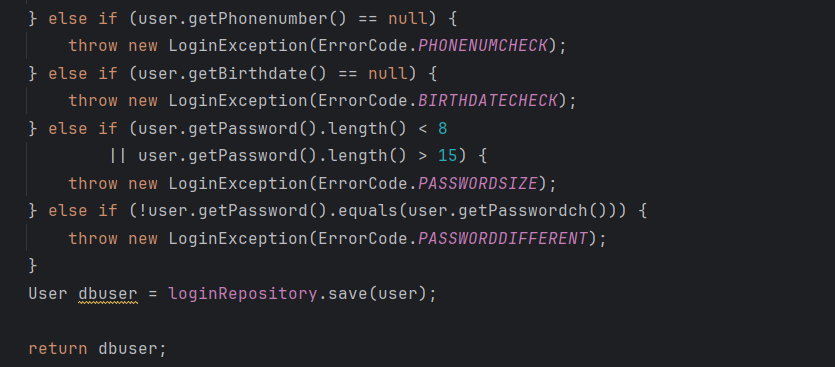 } else if (user.getPhonenumber() == null) {
throw new LoginException(ErrorCode.PHONENUMCHECK);
} else if (user.getBirthdate() == null) {
throw new LoginException(ErrorCode.BIRTHDATECHECK);
} else if (user.getPassword().length() < 8
|| user.getPassword().length() > 15) {
throw new LoginException(ErrorCode.PASSWORDSIZE);
} else if (!user.getPassword().equals(user.getPasswordch())) {
throw new LoginException(ErrorCode.PASSWORDDIFFERENT);
}
User dbuser = loginRepository.save(user);
return dbuser;